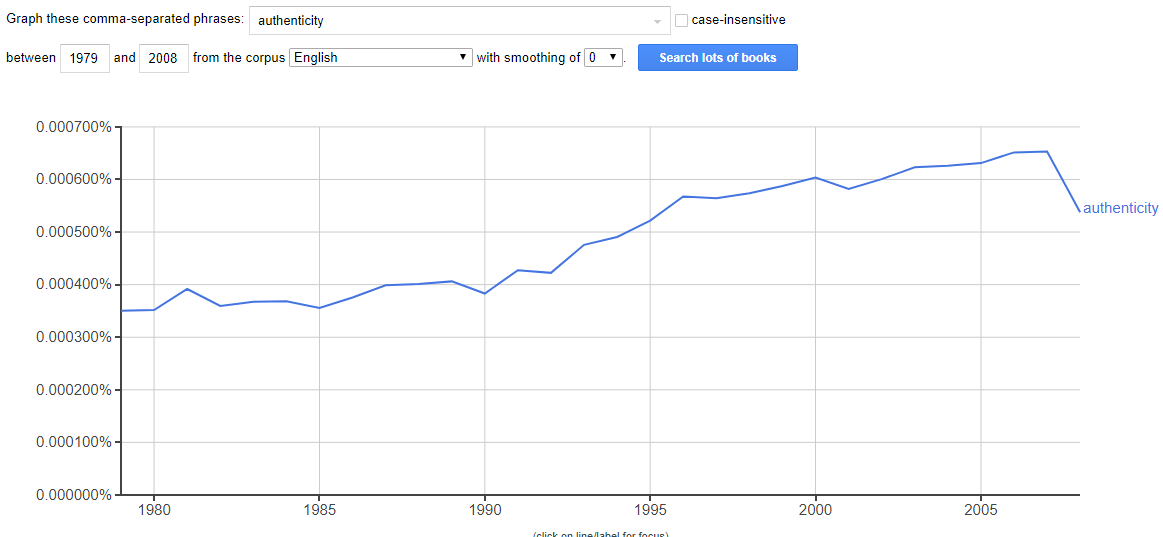 Graph these comma-separated phrases: authenticity case-insensitive
between 1979 and 2008 from the corpus English with smoothing of 0 . Search lots of books
0.000700%
0.000600%
0.000500%
0.000400%
0.000300%
0.000200%
0.000100%
0.000000%
authenticity
1980 1985 1990 1995 2000 2005
(click on line/label for focus)